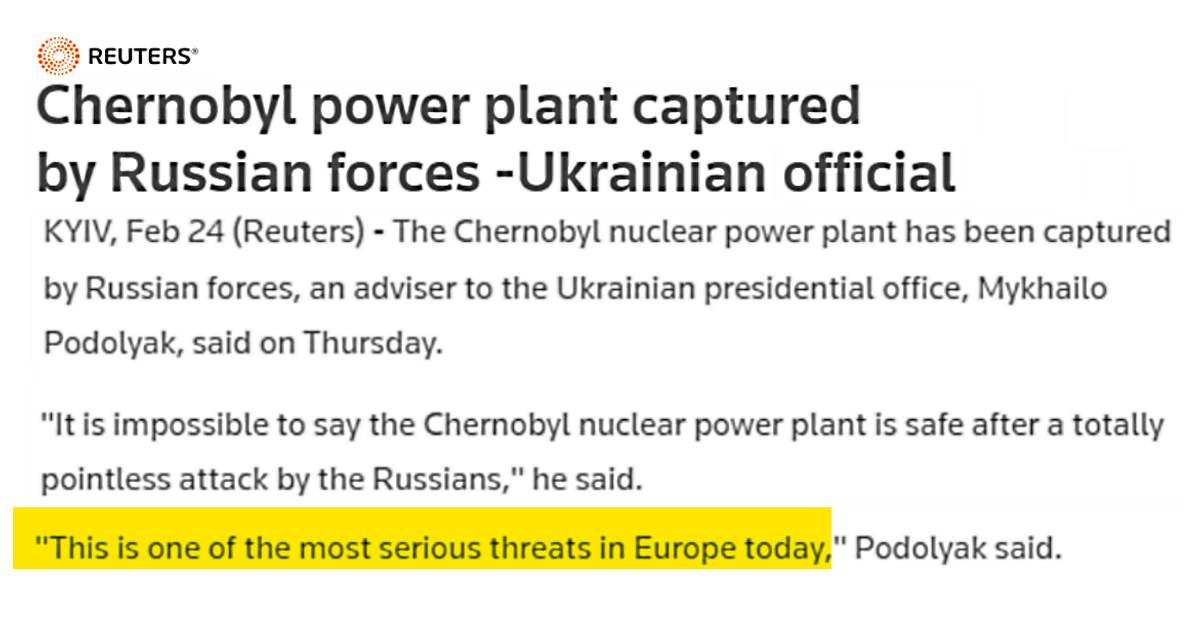 REUTERS®
Chernobyl power plant captured
by Russian forces -Ukrainian official
KYIV, Feb 24 (Reuters) - The Chernobyl nuclear power plant has been captured
by Russian forces, an adviser to the Ukrainian presidential office, Mykhailo
Podolyak, said on Thursday.
"It is impossible to say the Chernobyl nuclear power plant is safe after a totally
pointless attack by the Russians," he said.
"This is one of the most serious threats in Europe today," Podolyak said.